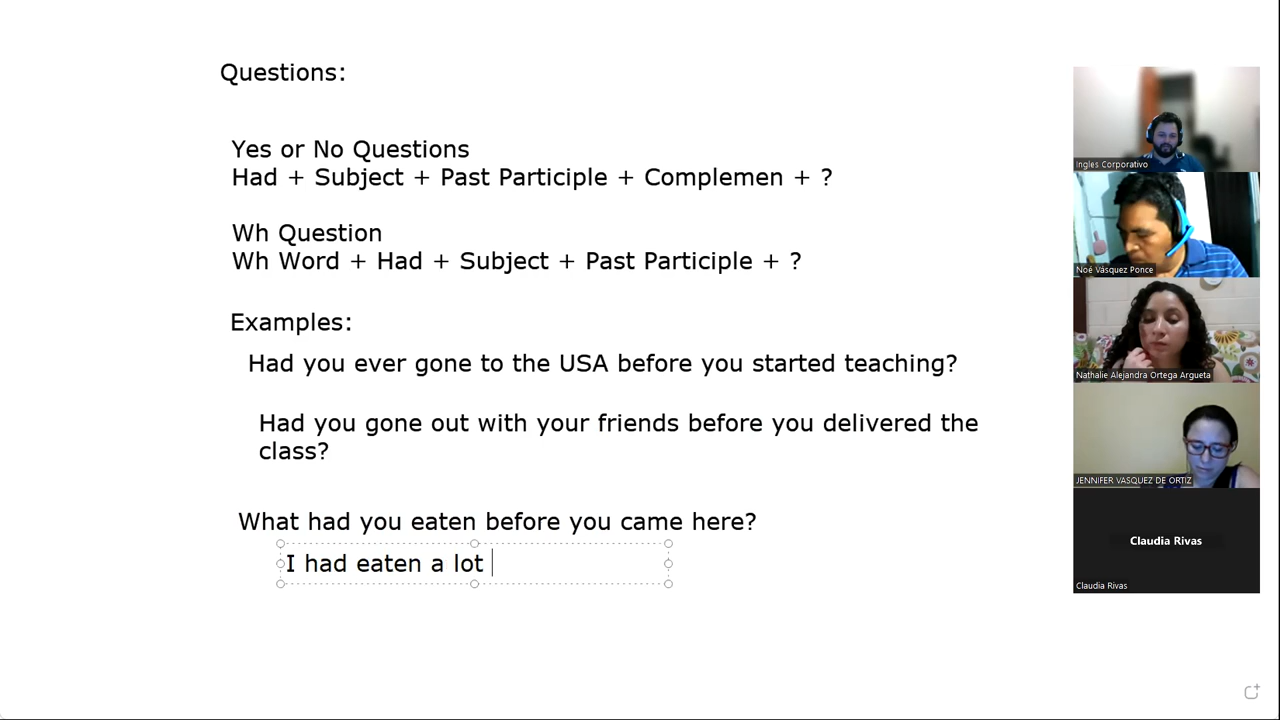 Questions:
Yes or No Questions
Had + Subject + Past Participle + Complemen + ?
Wh Question
Wh Word + Had + Subject + Past Participle + ?
Examples:
Had you ever gone to the USA before you started teaching?
Had you gone out with your friends before you delivered the
class?
What had you eaten before you came here?
I had eaten a lot
Ingles Corporativo
Noé Vásquez Ponce
Nathalie Alejandra Ortega Argueta
JENNIFER VASQUEZ DE ORTIZ
Claudia Rivas
Claudia Rivas